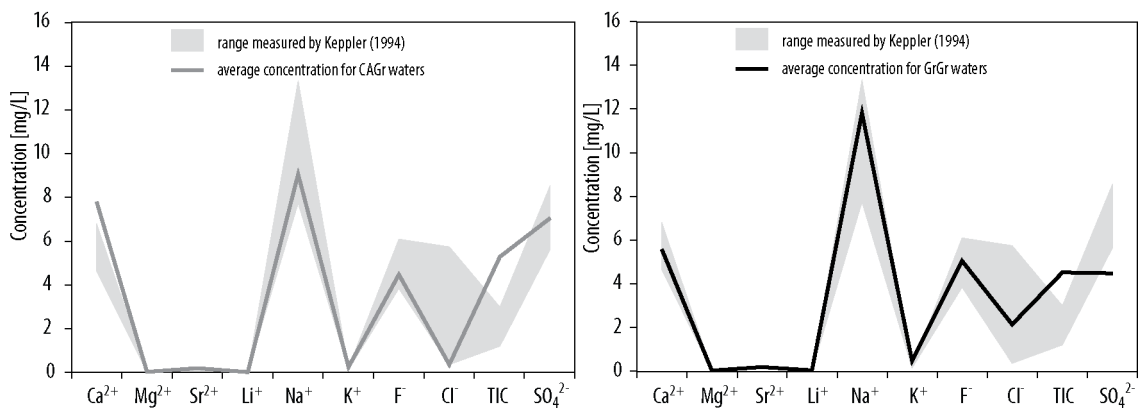 16
14
12
10
8
6
4
2
0
Concentration [mg/L]
range measured by Keppler (1994)
average concentration for CAGr waters
Ca²⁺ Mg²⁺ Sr²⁺ Li⁺ Na⁺ K⁺ F⁻ Cl⁻ TIC SO₄²⁻
16
14
12
10
8
6
4
2
0
Concentration [mg/L]
range measured by Keppler (1994)
average concentration for GrGr waters
Ca²⁺ Mg²⁺ Sr²⁺ Li⁺ Na⁺ K⁺ F⁻ Cl⁻ TIC SO₄²⁻